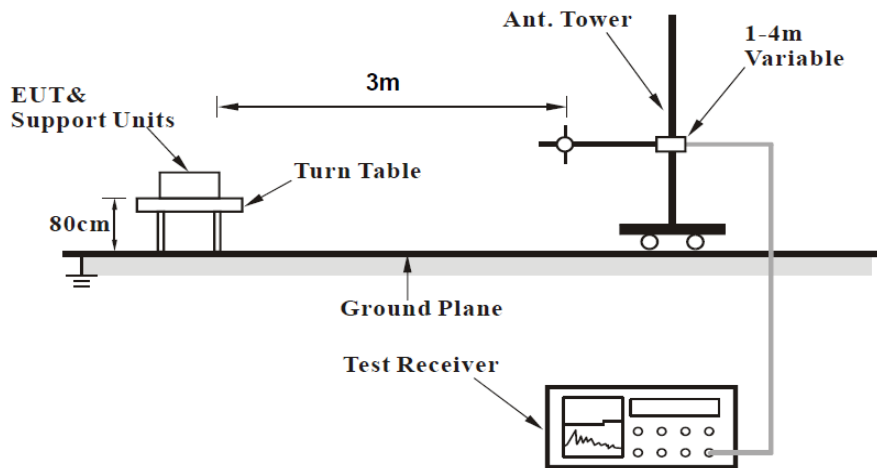 Ant. Tower
1-4m
Variable
3m
EUT&
Support Units
Turn Table
80cm
Ground Plane
Test Receiver